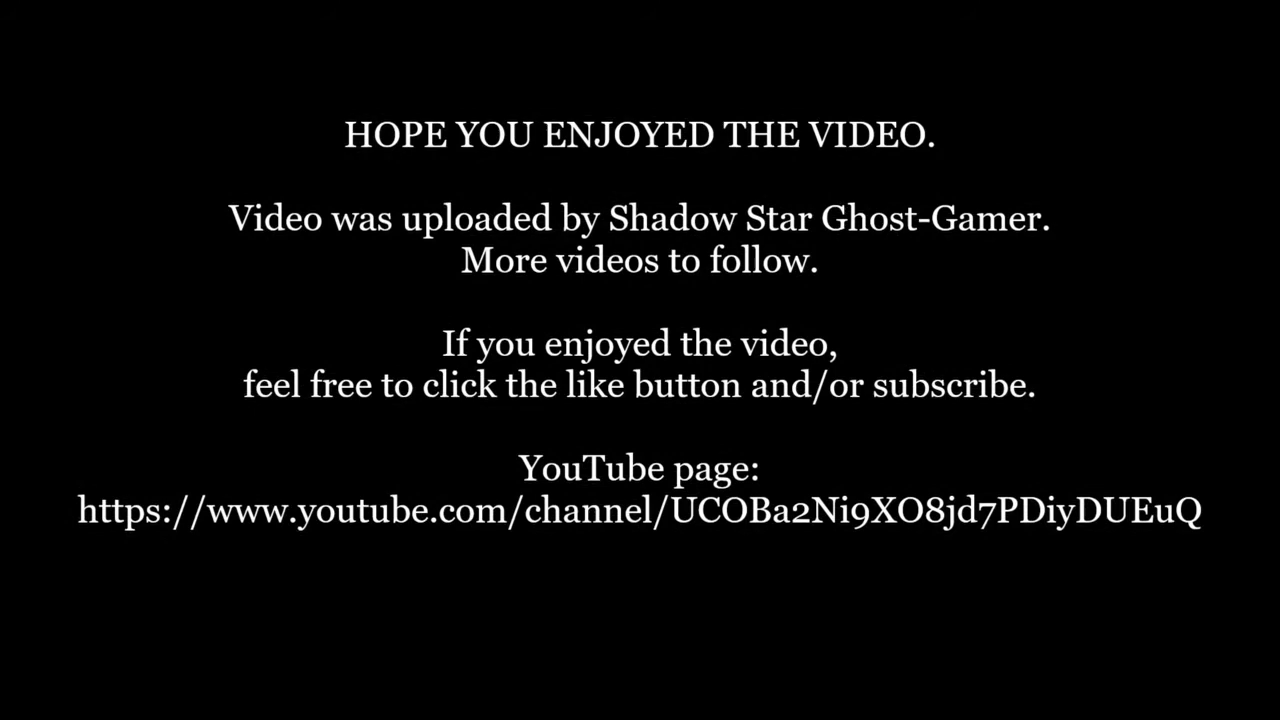 HOPE YOU ENJOYED THE VIDEO.
Video was uploaded by Shadow Star Ghost-Gamer.
More videos to follow.
If you enjoyed the video,
feel free to click the like button and/or subscribe.
YouTube page:
https://www.youtube.com/channel/UCOBa2Ni9XO8jd7PDiyDUEuQ